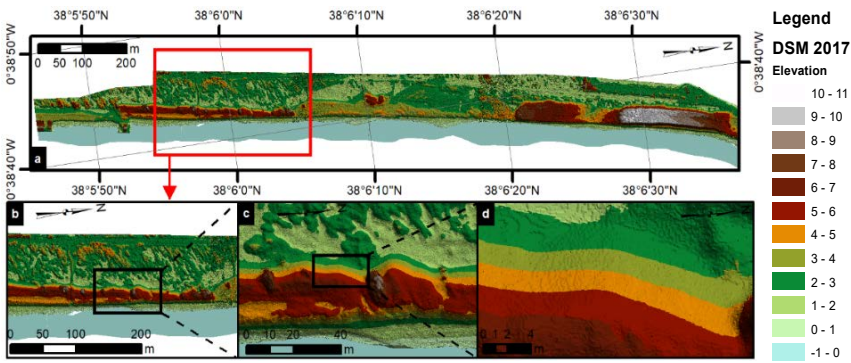 38°5'50"N
38°6'0"N
38°6'10"N
38°6'20"N
38°6'30"N
0°38'50"W
0°38'40"W
m
0 50 100 200
Z
a
0°38'40"W
0°38'40"W
38°5'50"N
38°6'0"N
38°6'10"N
38°6'20"N
38°6'30"N
b
Z
0 50 100 200
m
c
Z
0 10 20 40
m
d
Z
0 1 2 4
m
Legend
DSM 2017
Elevation
10 - 11
9 - 10
8 - 9
7 - 8
6 - 7
5 - 6
4 - 5
3 - 4
2 - 3
1 - 2
0 - 1
-1 - 0